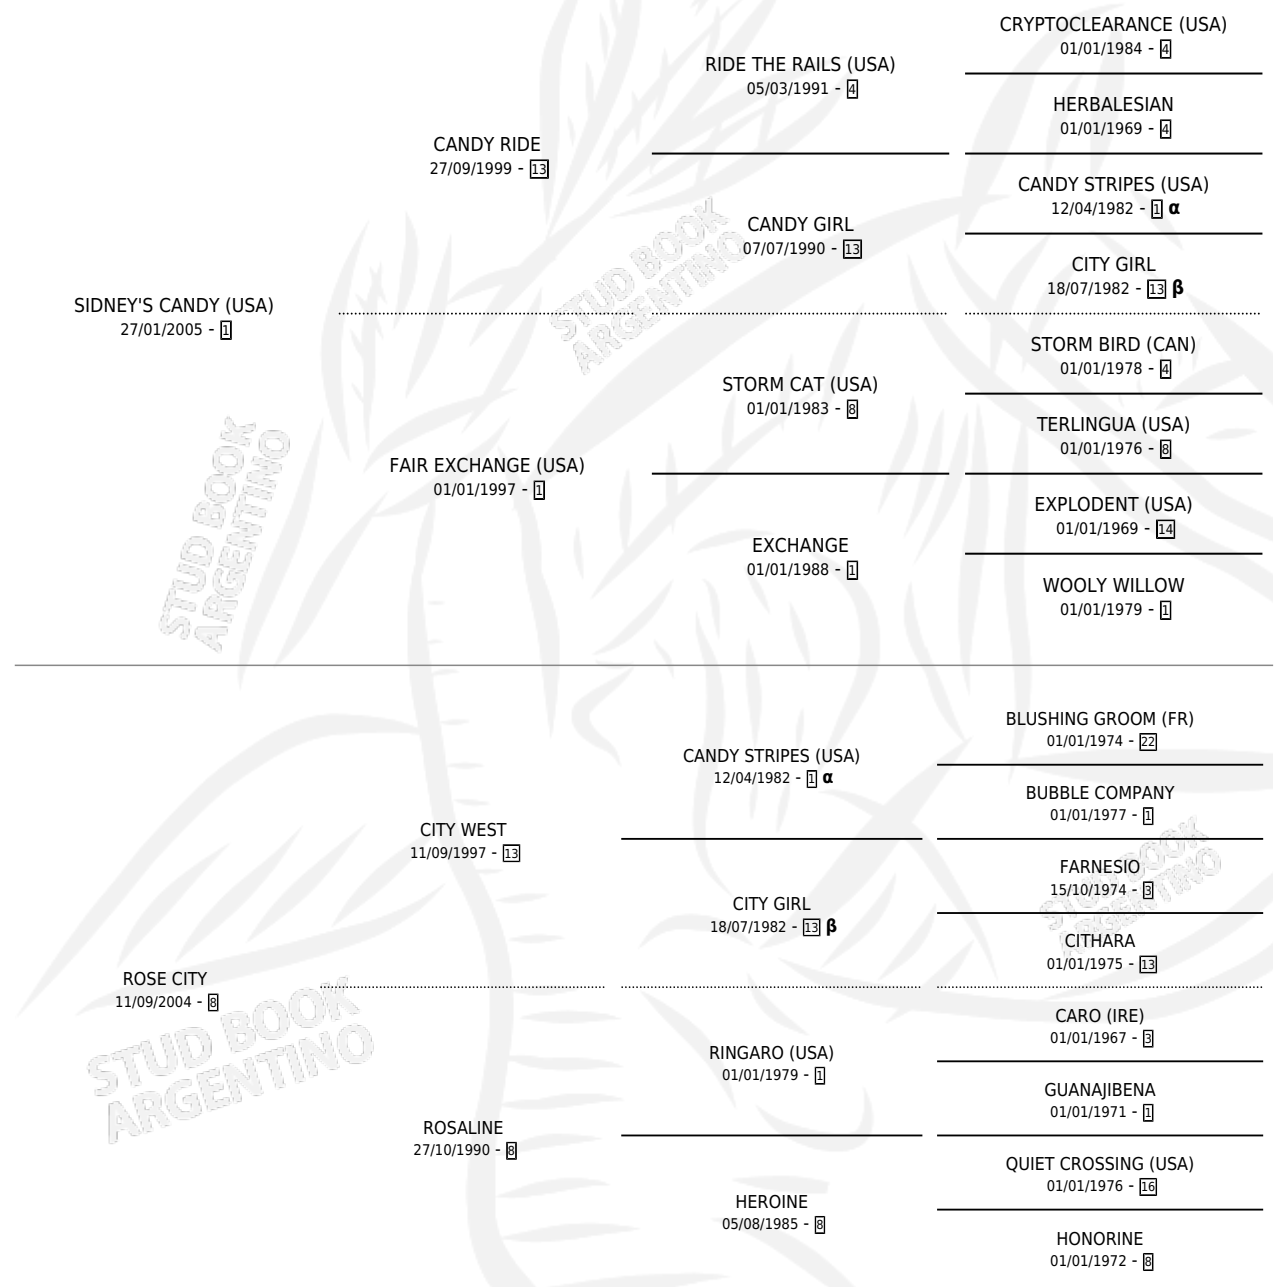 CRYPTOCLEARANCE (USA)
01/01/1984 - 4
RIDE THE RAILS (USA)
05/03/1991 - 4
HERBALESIAN
01/01/1969 - 4
CANDY RIDE
27/09/1999 - 13
CANDY STRIPES (USA)
12/04/1982 - 1 α
CANDY GIRL
07/07/1990 - 13
CITY GIRL
18/07/1982 - 13 β
SIDNEY'S CANDY (USA)
27/01/2005 - 1
STORM BIRD (CAN)
01/01/1978 - 4
STORM CAT (USA)
01/01/1983 - 8
TERLINGUA (USA)
01/01/1976 - 8
FAIR EXCHANGE (USA)
01/01/1997 - 1
EXPLODENT (USA)
01/01/1969 - 14
EXCHANGE
01/01/1988 - 1
WOOLY WILLOW
01/01/1979 - 1
BLUSHING GROOM (FR)
01/01/1974 - 22
CANDY STRIPES (USA)
12/04/1982 - 1 α
BUBBLE COMPANY
01/01/1977 - 1
CITY WEST
11/09/1997 - 13
FARNESIO
15/10/1974 - 3
CITY GIRL
18/07/1982 - 13 β
CITHARA
01/01/1975 - 13
ROSE CITY
11/09/2004 - 8
CARO (IRE)
01/01/1967 - 3
RINGARO (USA)
01/01/1979 - 1
GUANAJIBENA
01/01/1971 - 1
ROSALINE
27/10/1990 - 8
QUIET CROSSING (USA)
01/01/1976 - 16
HEROINE
05/08/1985 - 8
HONORINE
01/01/1972 - 8
STUD BOOK
ARGENTINO
STUD BOOK
ARGENTINO
STUD BOOK
ARGENTINO
STUD BOOK
ARGENTINO